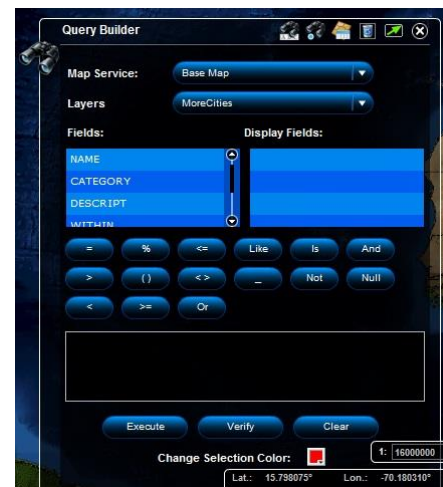 Query Builder
Map Service: Base Map
Layers MoreCities
Fields: Display Fields:
NAME
CATEGORY
DESCRIPT
WITHIN
= % <= Like Is And
> () <> _ Not Null
< >= Or
Execute Verify Clear
Change Selection Color:
1: 16000000
Lat.: 15.798075° Lon.: -70.180310°